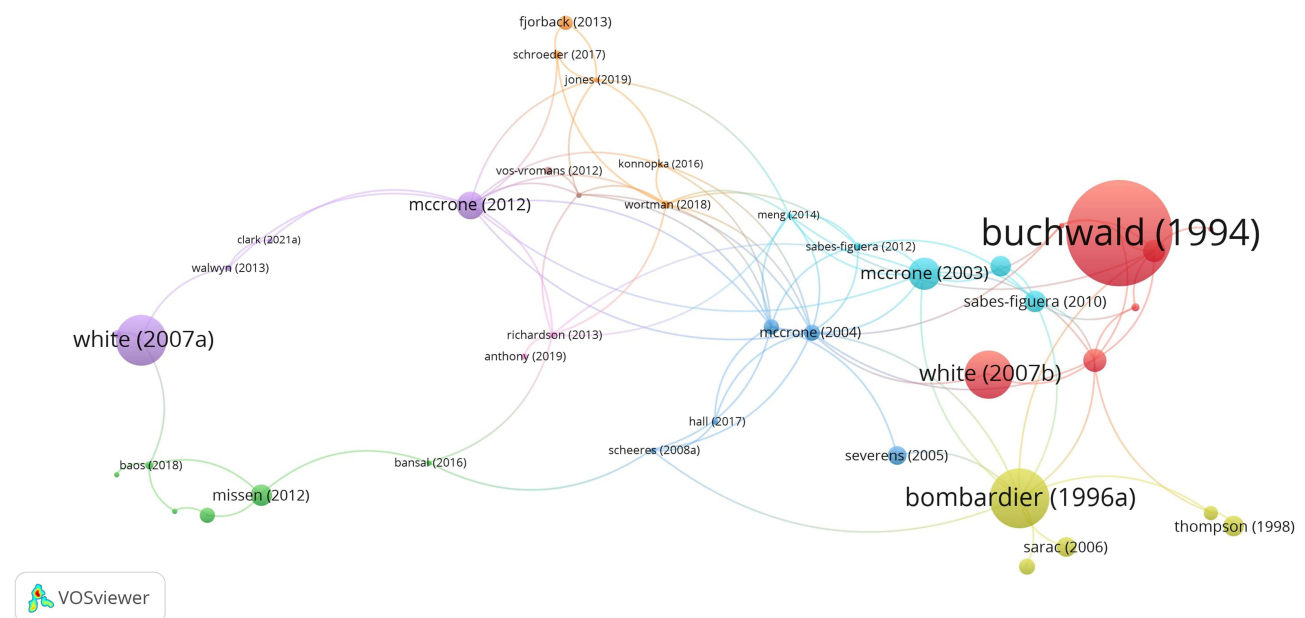 fjorback (2013)
schroeder (2017)
jones (2019)
konnopka (2016)
vos-vromans (2012)
mccrone (2012)
wortman (2018)
meng (2014)
buchwald (1994)
clark (2021a)
sabes-figuera (2012)
walwyn (2013)
mccrone (2003)
sabes-figuera (2010)
mccrone (2004)
richardson (2013)
white (2007a)
anthony (2019)
white (2007b)
hall (2017)
scheeres (2008a)
severens (2005)
bansal (2016)
baos (2018)
missen (2012)
bombardier (1996a)
thompson (1998)
sarac (2006)
VOSviewer